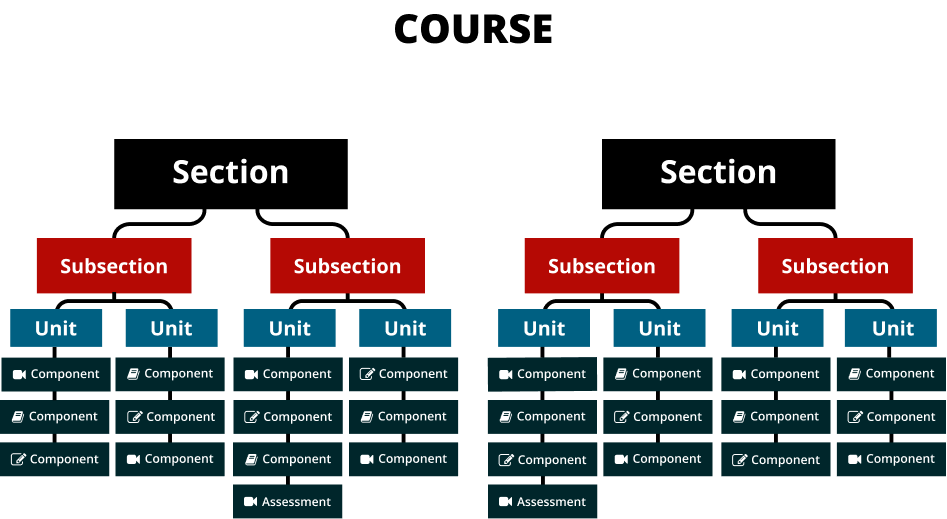 COURSE
Section Section
Subsection Subsection Subsection Subsection
Unit Unit Unit Unit Unit Unit Unit Unit
Component Component Component Component Component Component Component Component
Component Component Component Component Component Component Component Component
Component Component Component Component Component Component Component Component
Assessment Assessment